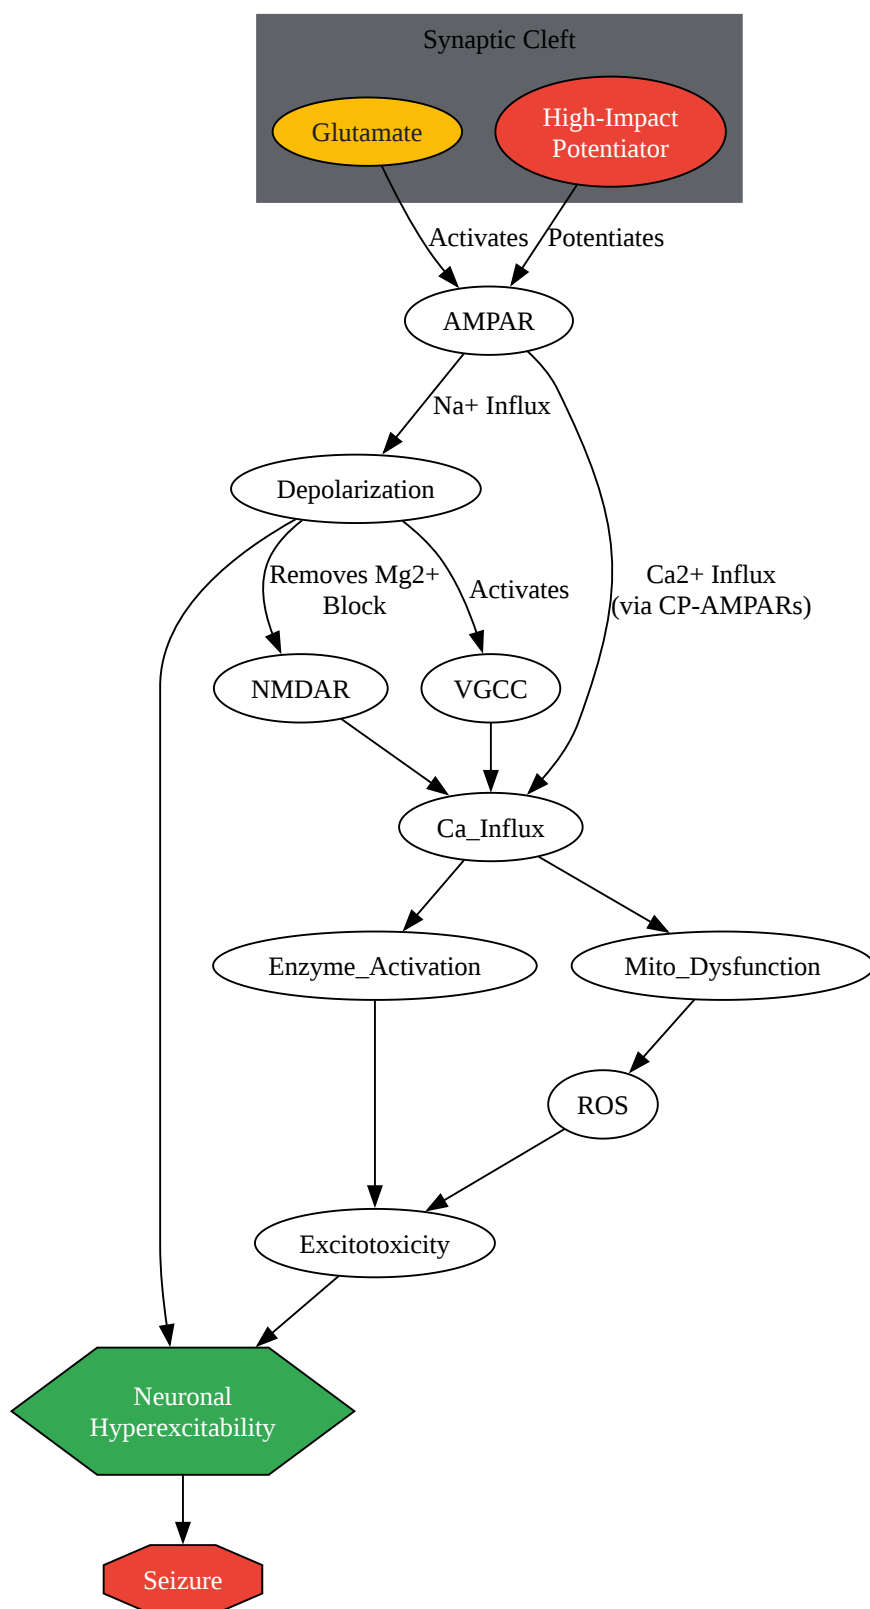 Synaptic Cleft
Glutamate
High-Impact
Potentiator
Activates
Potentiates
AMPAR
Na+ Influx
Depolarization
Removes Mg2+
Block
Activates
Ca2+ Influx
(via CP-AMPARs)
NMDAR
VGCC
Ca_Influx
Enzyme_Activation
Mito_Dysfunction
ROS
Excitotoxicity
Neuronal
Hyperexcitability
Seizure